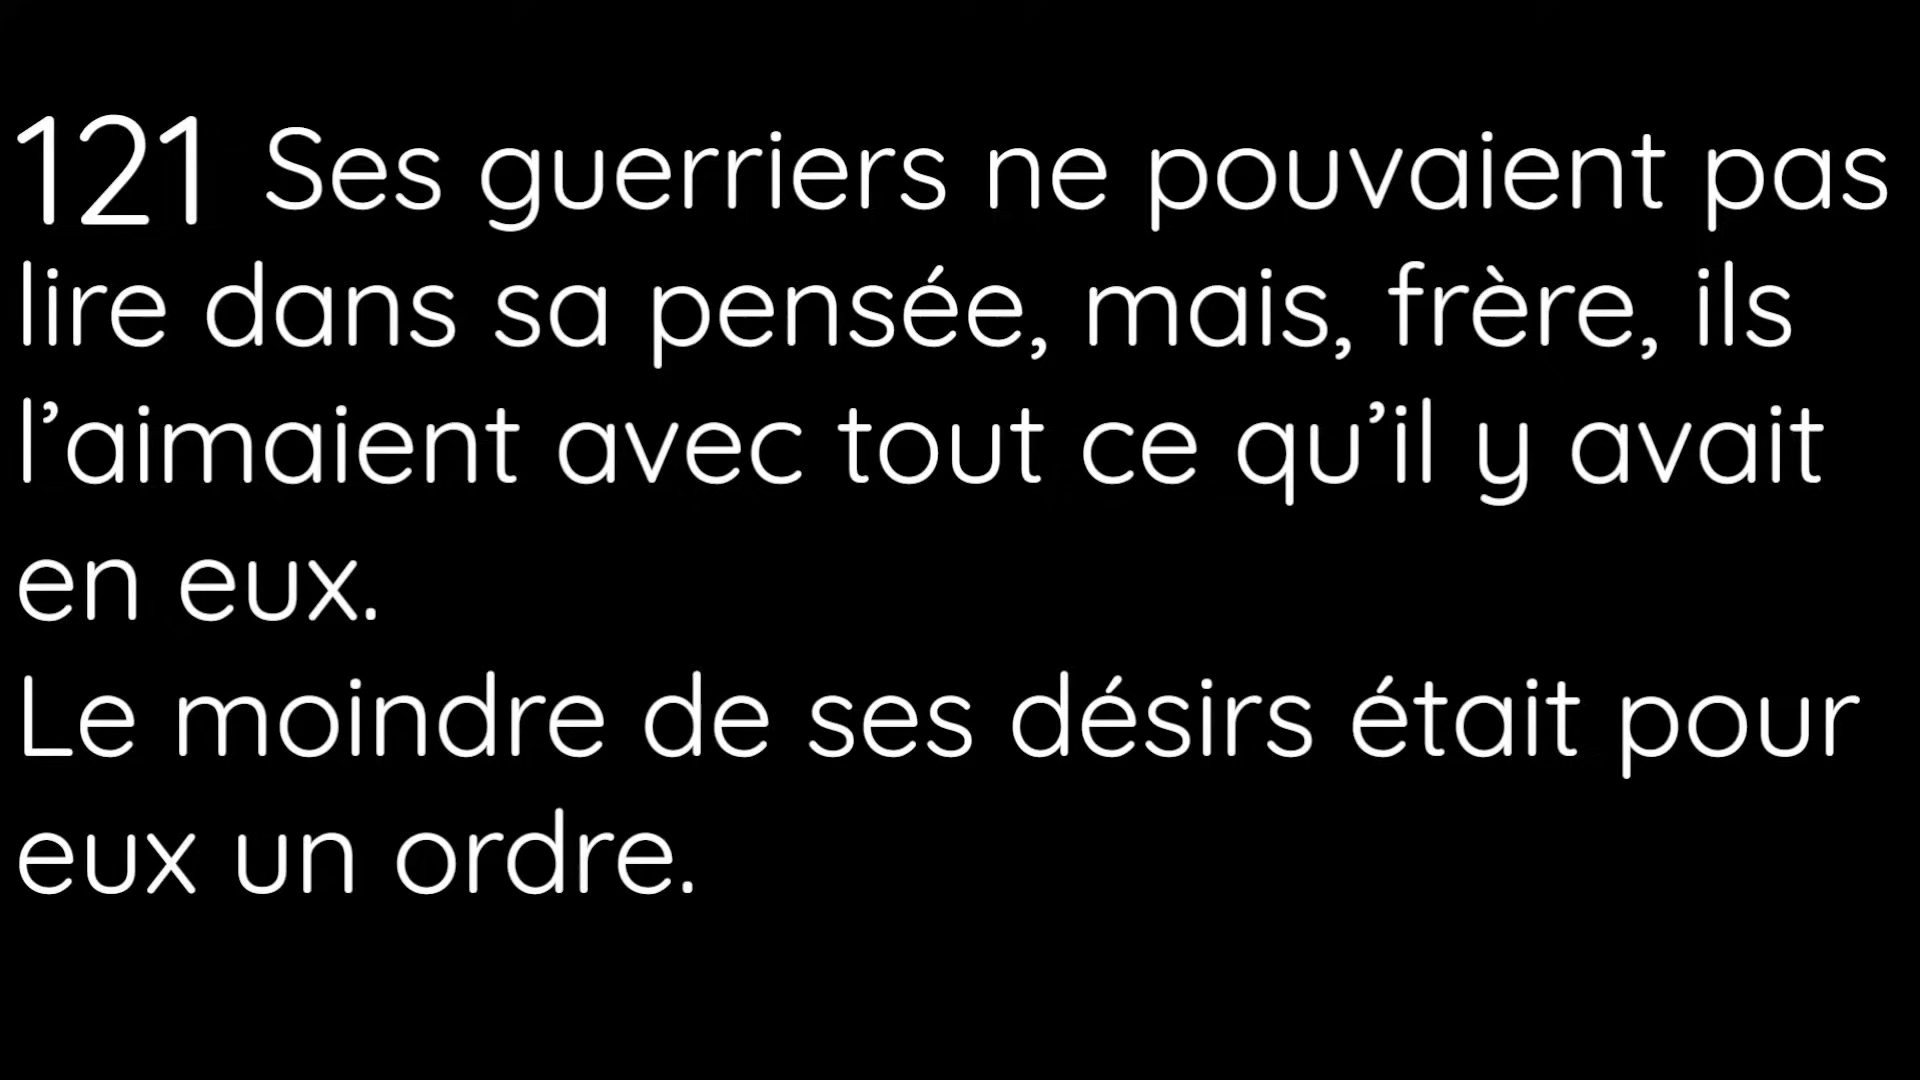 121 Ses guerriers ne pouvaient pas
lire dans sa pensée, mais, frère, ils
l’aimaient avec tout ce qu’il y avait
en eux.
Le moindre de ses désirs était pour
eux un ordre.